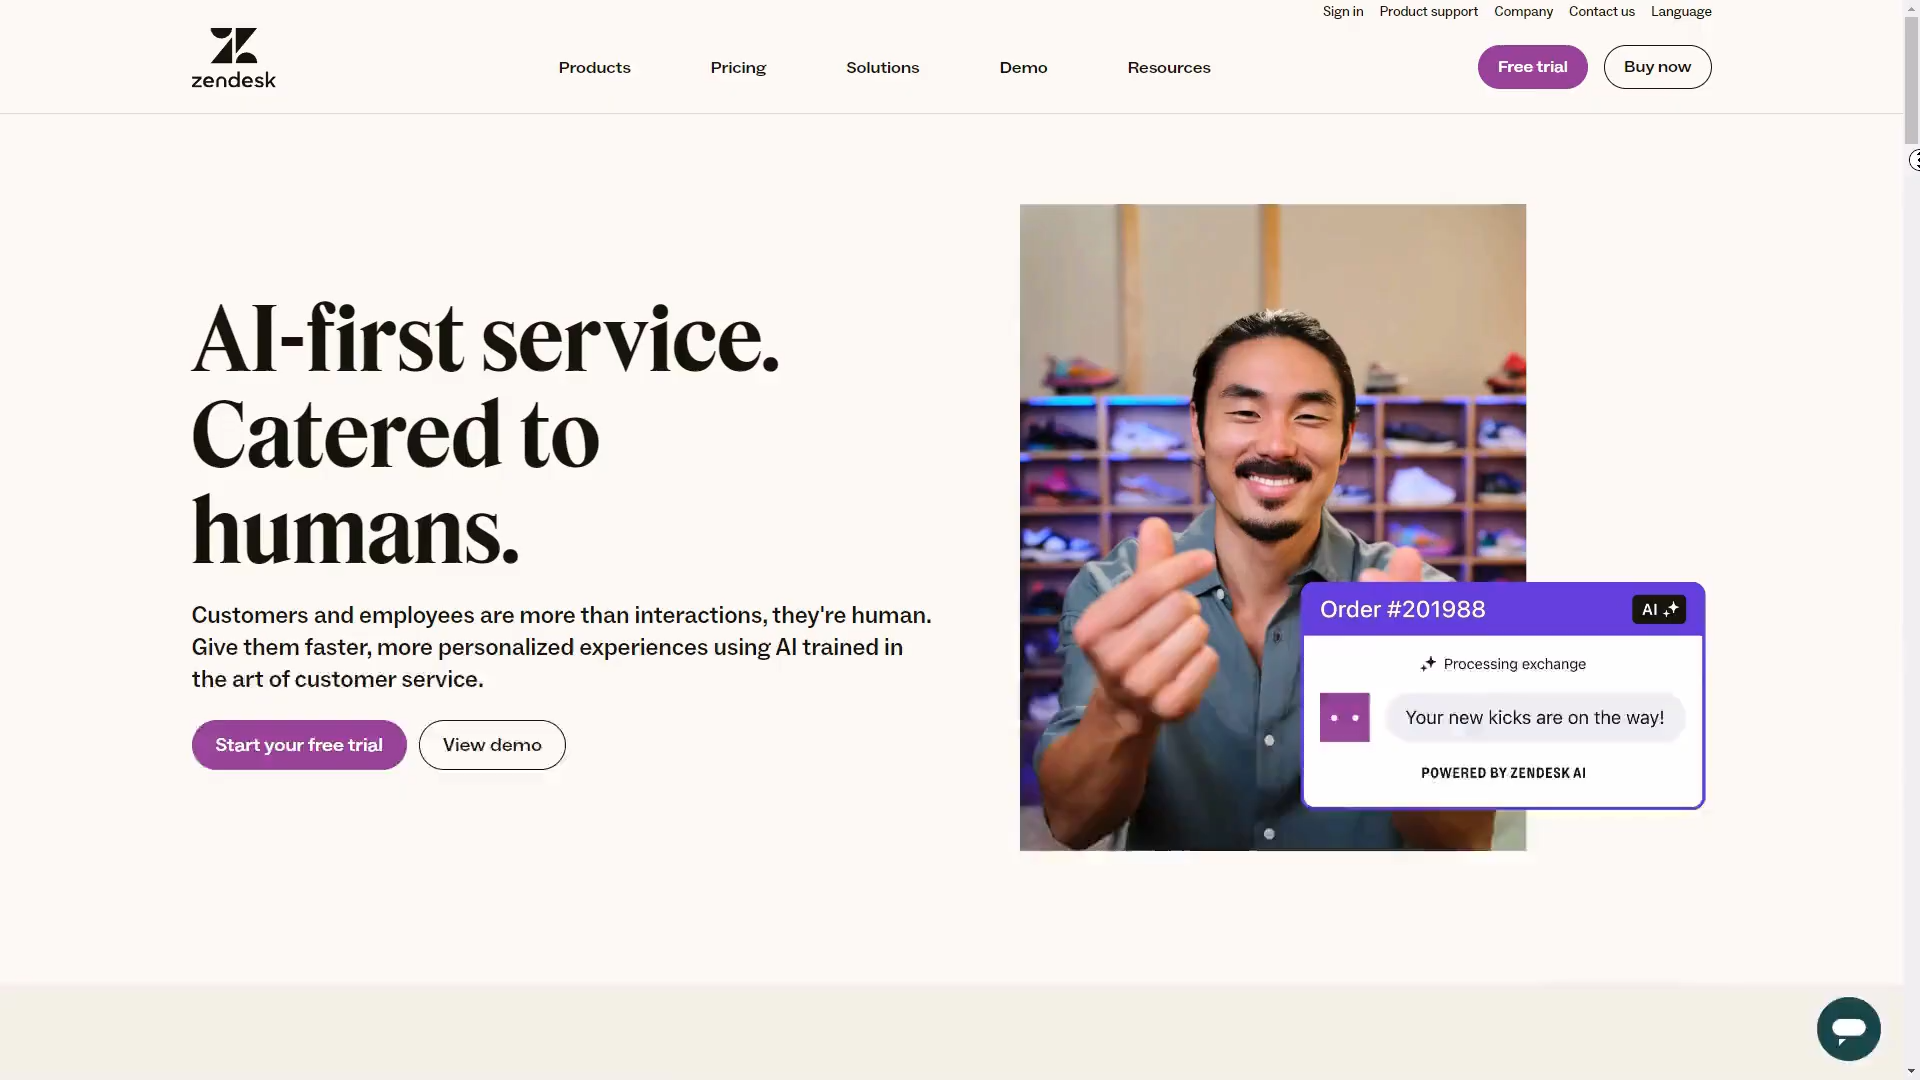 Sign in Product support Company Contact us Language
zendesk
Products Pricing Solutions Demo Resources
Free trial Buy now
AI-first service.
Catered to
humans.
Customers and employees are more than interactions, they're human.
Give them faster, more personalized experiences using AI trained in
the art of customer service.
Start your free trial View demo
Order #201988 AI
Processing exchange
Your new kicks are on the way!
POWERED BY ZENDESK AI